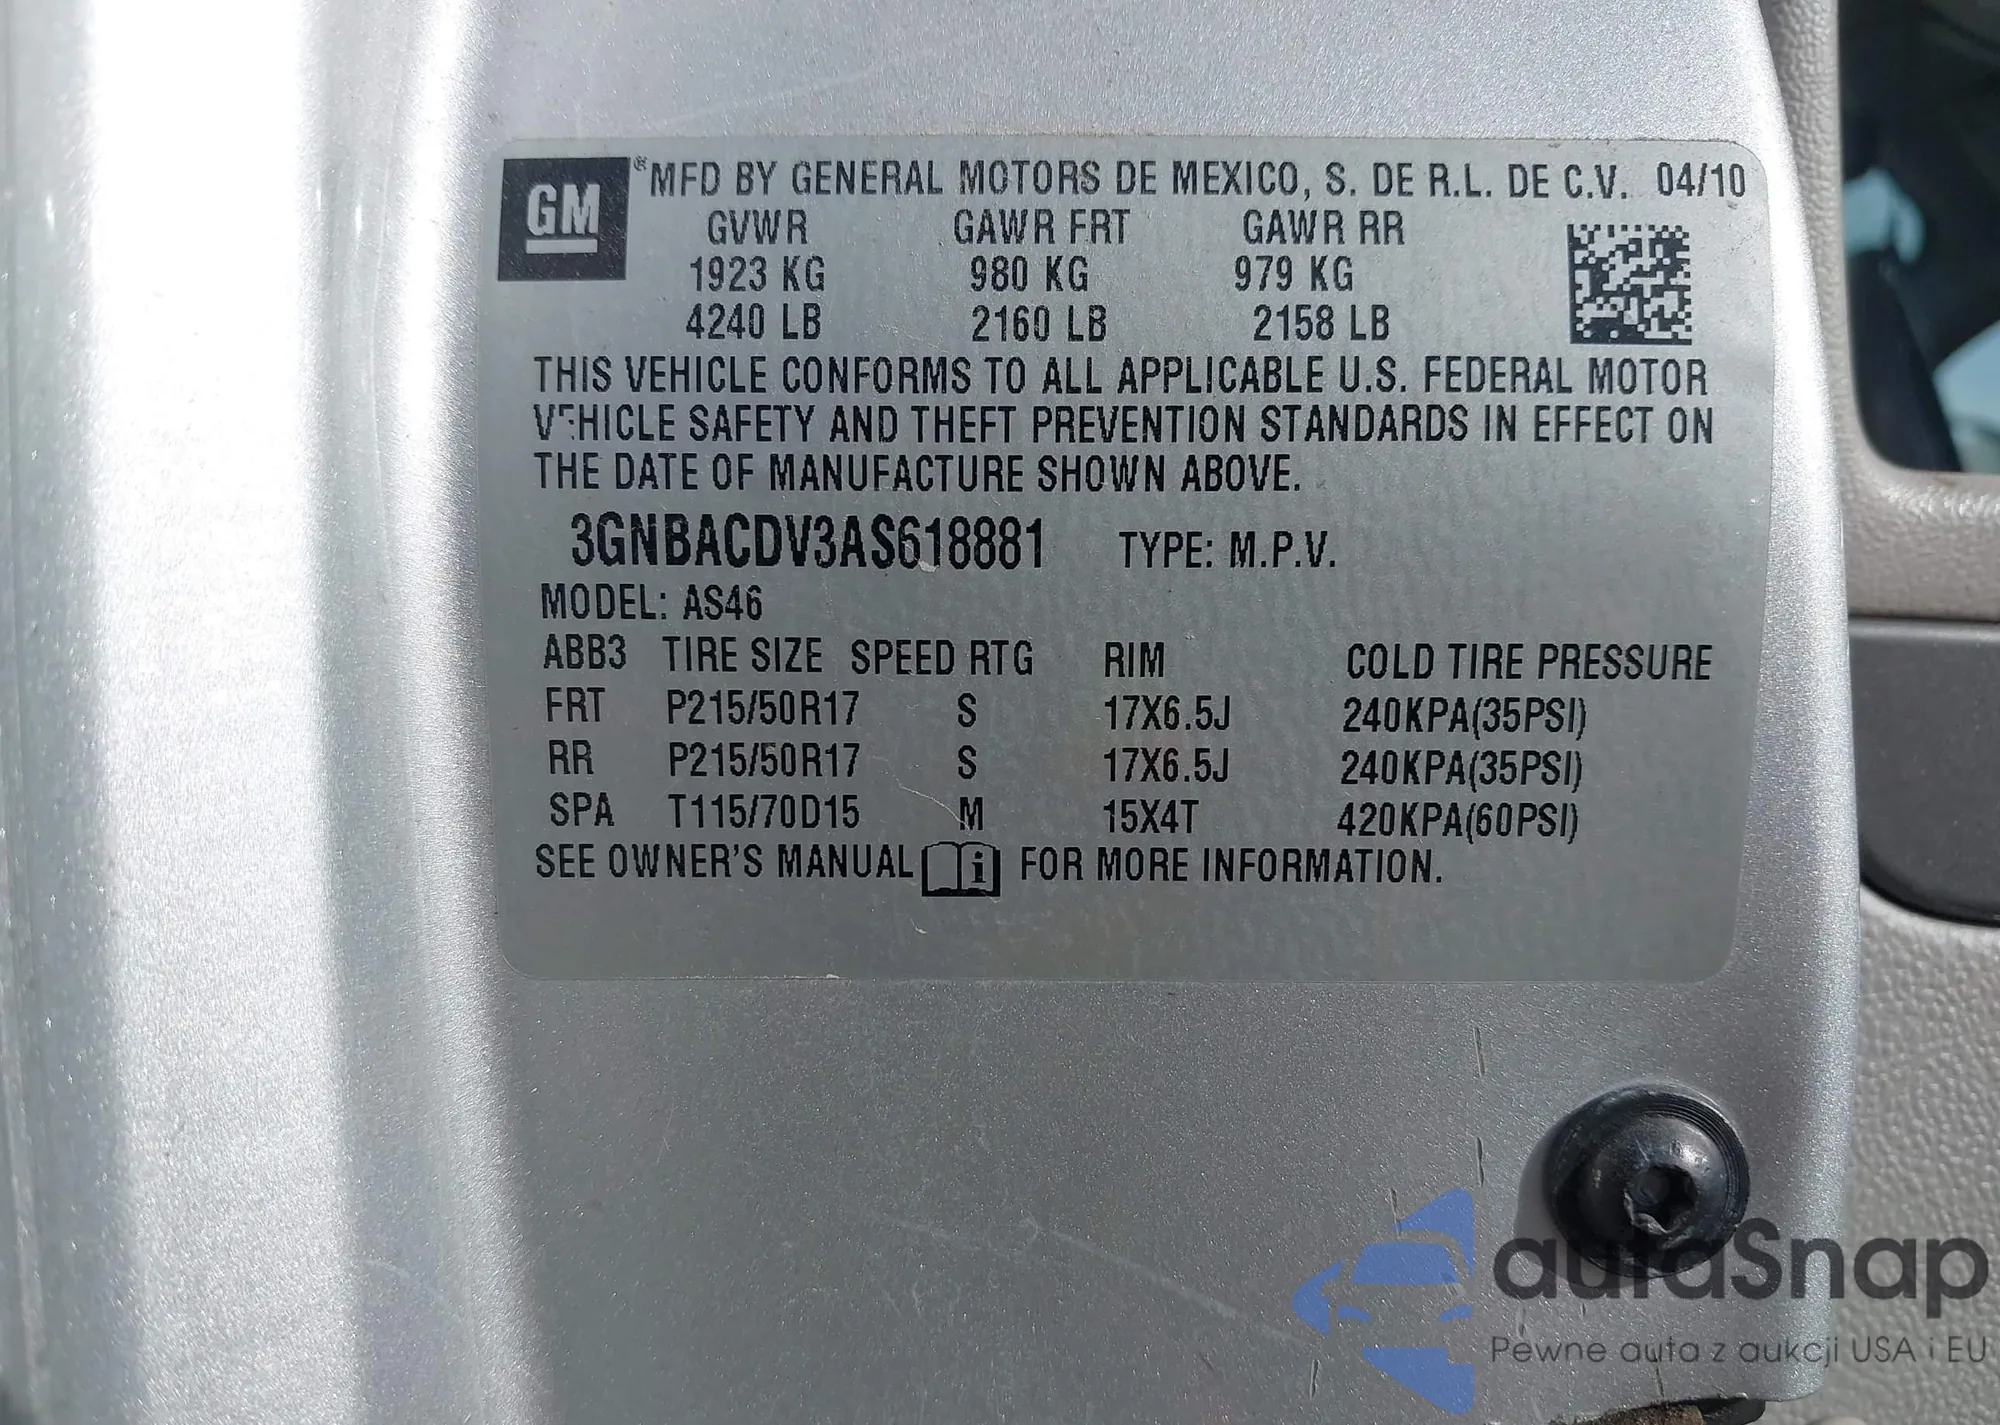 GM ® MFD BY GENERAL MOTORS DE MEXICO, S. DE R.L. DE C.V. 04/10
GVWR GAWR FRT GAWR RR
1923 KG 980 KG 979 KG
4240 LB 2160 LB 2158 LB
THIS VEHICLE CONFORMS TO ALL APPLICABLE U.S. FEDERAL MOTOR
VEHICLE SAFETY AND THEFT PREVENTION STANDARDS IN EFFECT ON
THE DATE OF MANUFACTURE SHOWN ABOVE.
3GNBACDV3AS618881 TYPE: M.P.V.
MODEL: AS46
ABB3 TIRE SIZE SPEED RTG RIM COLD TIRE PRESSURE
FRT P215/50R17 S 17X6.5J 240KPA(35PSI)
RR P215/50R17 S 17X6.5J 240KPA(35PSI)
SPA T115/70D15 M 15X4T 420KPA(60PSI)
SEE OWNER'S MANUAL i FOR MORE INFORMATION.
autaSnap
Pewne auta z aukcji USA i EU